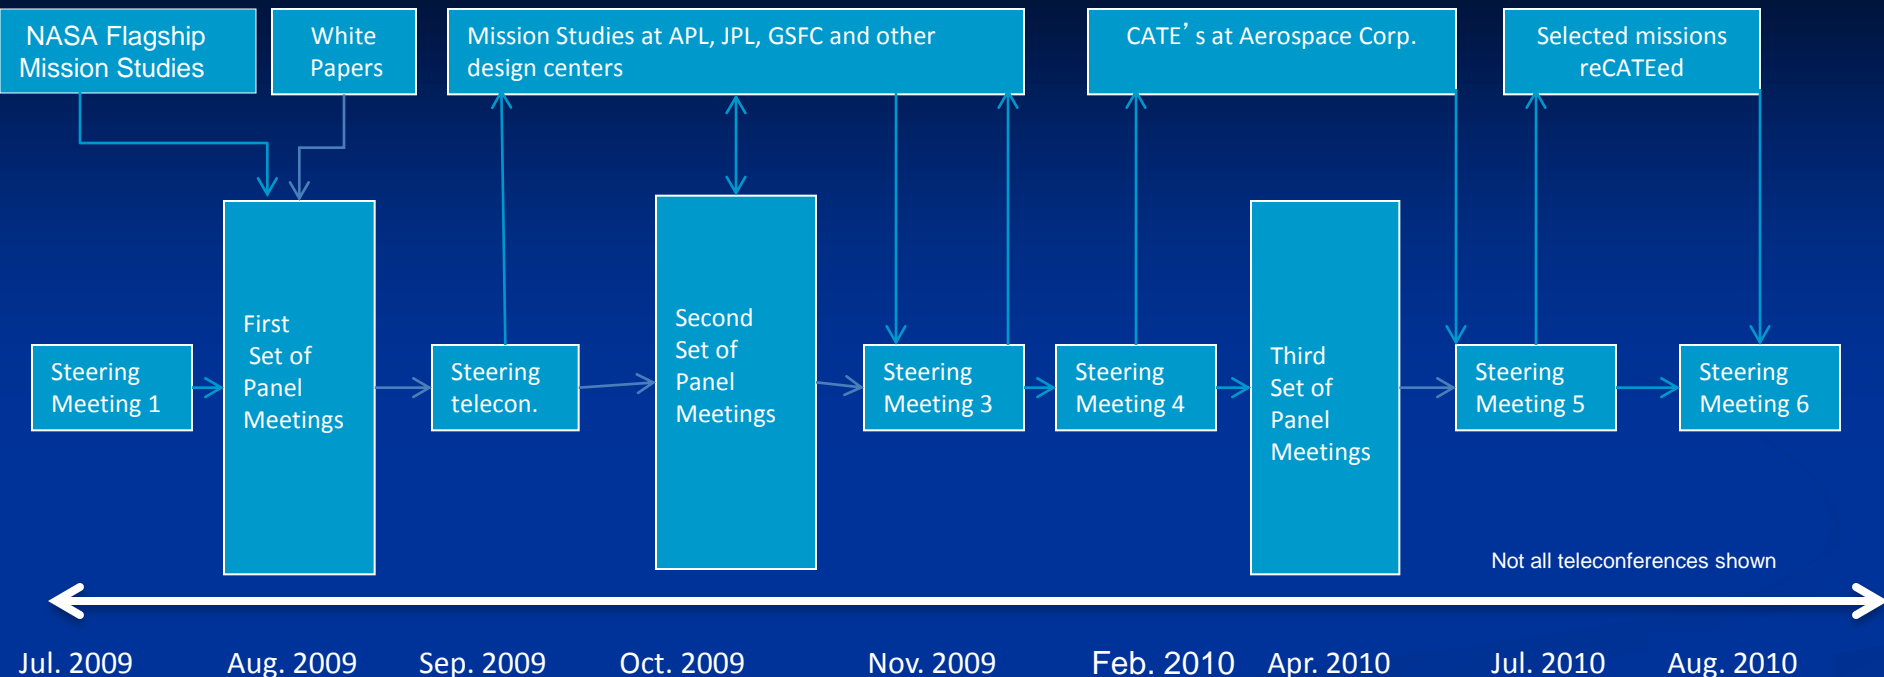 NASA Flagship
Mission Studies
White
Papers
Mission Studies at APL, JPL, GSFC and other
design centers
CATE’s at Aerospace Corp.
Selected missions
reCATEed
Steering
Meeting 1
First
Set of
Panel
Meetings
Steering
telecon.
Second
Set of
Panel
Meetings
Steering
Meeting 3
Steering
Meeting 4
Third
Set of
Panel
Meetings
Steering
Meeting 5
Steering
Meeting 6
Not all teleconferences shown
Jul. 2009 Aug. 2009 Sep. 2009 Oct. 2009 Nov. 2009 Feb. 2010 Apr. 2010 Jul. 2010 Aug. 2010